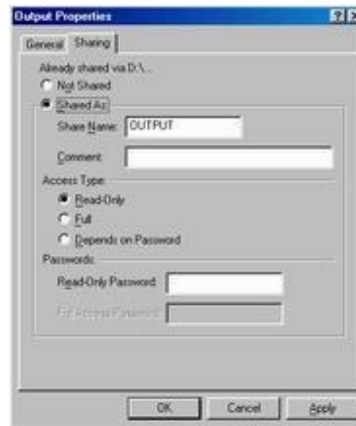 Output Properties
General Sharing
Already shared via D:\...
Not Shared
Shared As:
Share Name: OUTPUT
Comment:
Access Type:
Read-Only
Full
Depends on Password
Passwords:
Read-Only Password:
Full Access Password:
OK Cancel Apply